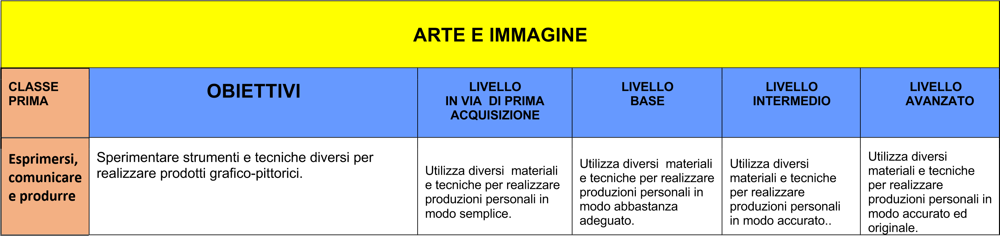 ARTE E IMMAGINE
CLASSE
PRIMA
OBIETTIVI
LIVELLO
IN VIA  DI PRIMA
ACQUISIZIONE
LIVELLO
BASE
LIVELLO
INTERMEDIO
LIVELLO
AVANZATO
Esprimersi,
comunicare
e produrre
Sperimentare strumenti e tecniche diversi per
realizzare prodotti grafico-pittorici.
Utilizza diversi  materiali
e tecniche per realizzare
produzioni personali in
modo semplice.
Utilizza diversi  materiali
e tecniche per realizzare
produzioni personali in
modo abbastanza
adeguato.
Utilizza diversi
materiali e tecniche
per realizzare
produzioni personali
in modo accurato..
Utilizza diversi
materiali e tecniche
per realizzare
produzioni personali in
modo accurato ed
originale.